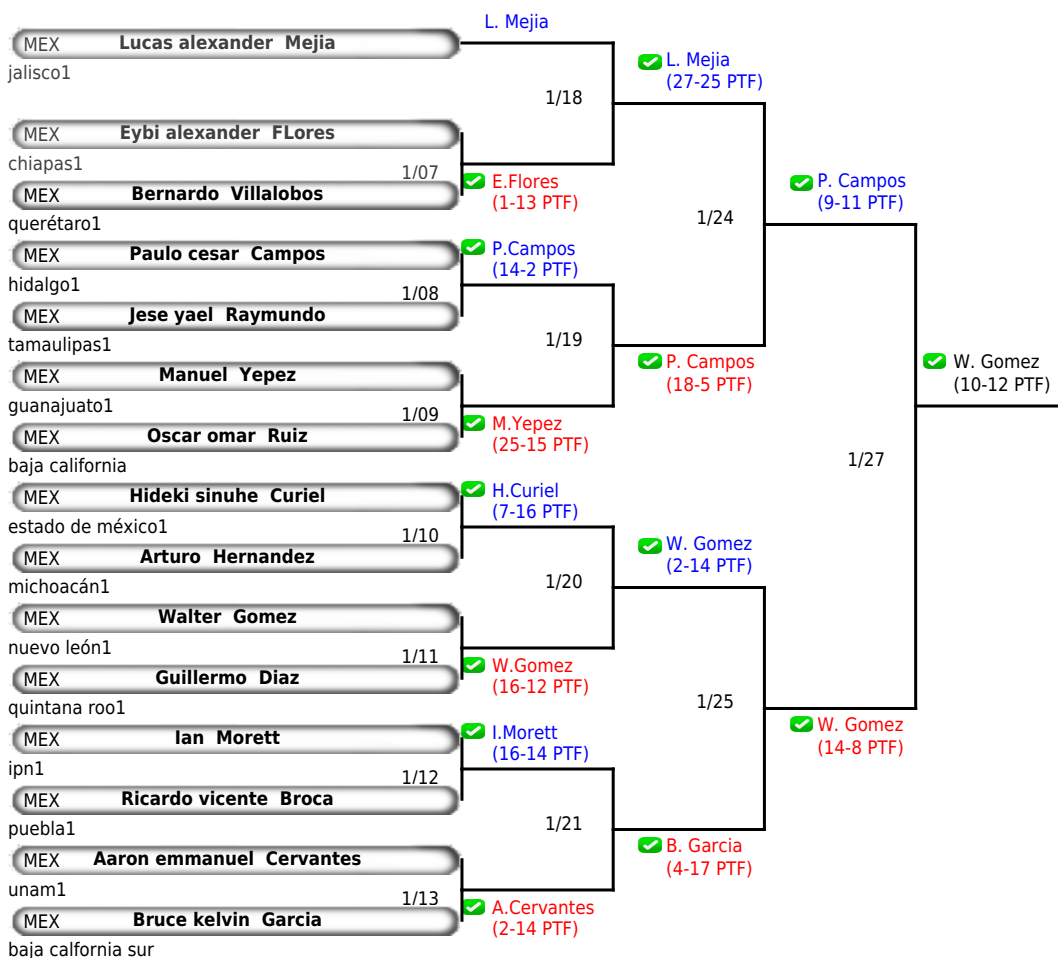 L. Mejia
MEX Lucas alexander Mejia
jalisco1
L. Mejia
(27-25 PTF)
1/18
MEX Eybi alexander FLores
chiapas1
1/07
MEX Bernardo Villalobos
querétaro1
E.Flores
(1-13 PTF)
P. Campos
(9-11 PTF)
1/24
MEX Paulo cesar Campos
hidalgo1
P.Campos
(14-2 PTF)
1/08
MEX Jese yael Raymundo
tamaulipas1
1/19
P. Campos
(18-5 PTF)
MEX Manuel Yepez
guanajuato1
1/09
MEX Oscar omar Ruiz
baja california
M.Yepez
(25-15 PTF)
W. Gomez
(10-12 PTF)
1/27
MEX Hideki sinuhe Curiel
estado de méxico1
H.Curiel
(7-16 PTF)
1/10
MEX Arturo Hernandez
michoacán1
W. Gomez
(2-14 PTF)
1/20
MEX Walter Gomez
nuevo león1
1/11
MEX Guillermo Diaz
quintana roo1
W.Gomez
(16-12 PTF)
1/25
W. Gomez
(14-8 PTF)
MEX Ian Morett
ipn1
I.Morett
(16-14 PTF)
1/12
MEX Ricardo vicente Broca
puebla1
1/21
B. Garcia
(4-17 PTF)
MEX Aaron emmanuel Cervantes
unam1
1/13
MEX Bruce kelvin Garcia
baja calfornia sur
A.Cervantes
(2-14 PTF)